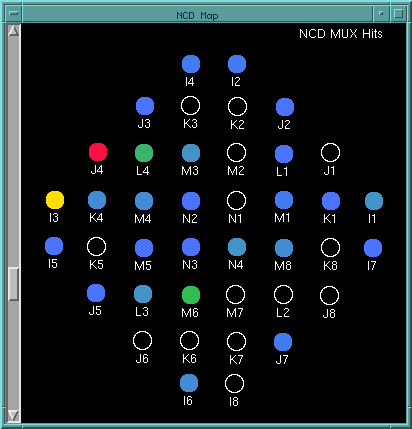 NCD Map
NCD MUX Hits
I4 I2
J3 K3 K2 J2
J4 L4 M3 M2 L1 J1
I3 K4 M4 N2 N1 M1 K1 I1
I5 K5 M5 N3 N4 M8 K8 I7
J5 L3 M6 M7 L2 J8
J6 K6 K7 J7
I6 I8